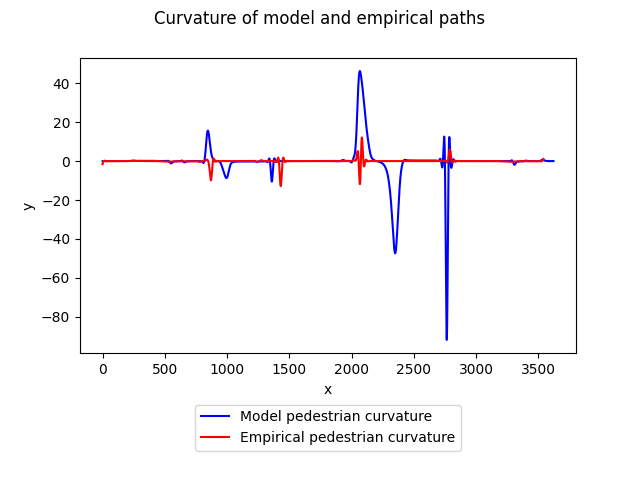 Curvature of model and empirical paths
40
20
0
−20
−40
−60
−80
y
0 500 1000 1500 2000 2500 3000 3500
x
Model pedestrian curvature
Empirical pedestrian curvature